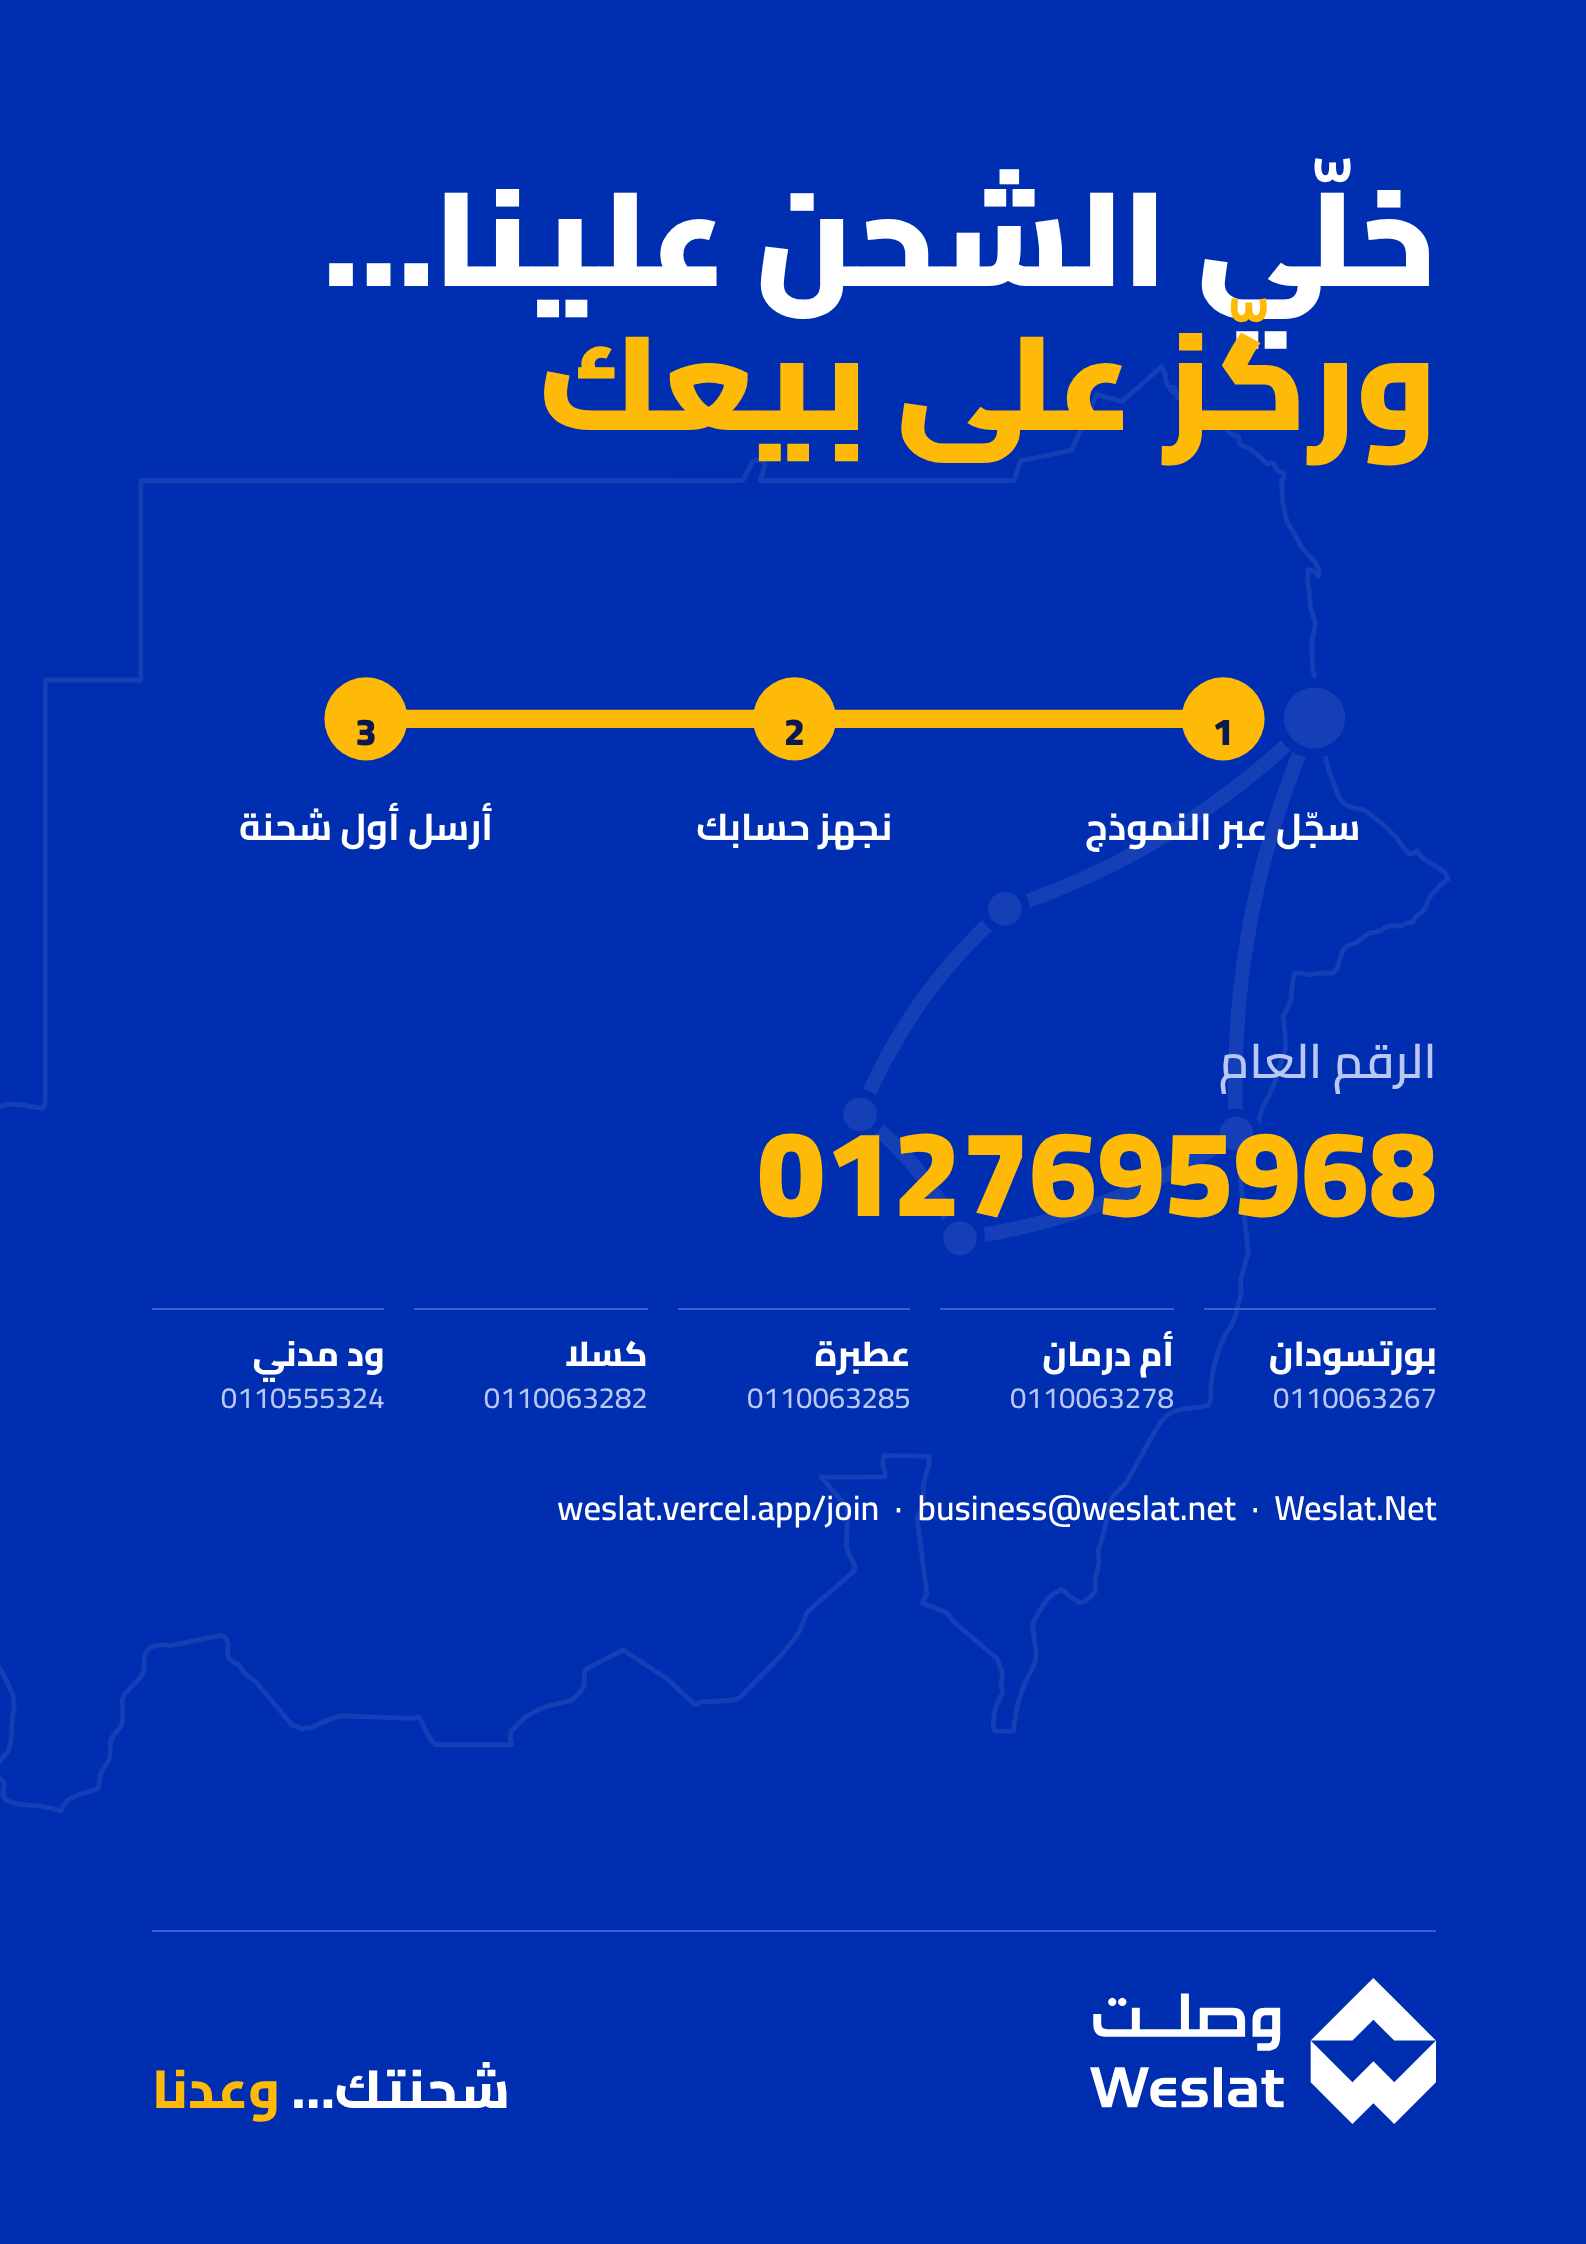 خلّي الشحن علينا...
وركّز على بيعك
1
سجّل عبر النموذج
2
نجهز حسابك
3
أرسل أول شحنة
الرقم العام
0127695968
بورتسودان
0110063267
أم درمان
0110063278
عطبرة
0110063285
كسلا
0110063282
ود مدني
0110555324
weslat.vercel.app/join · business@weslat.net · Weslat.Net
وصلت
Weslat
شحنتك... وعدنا